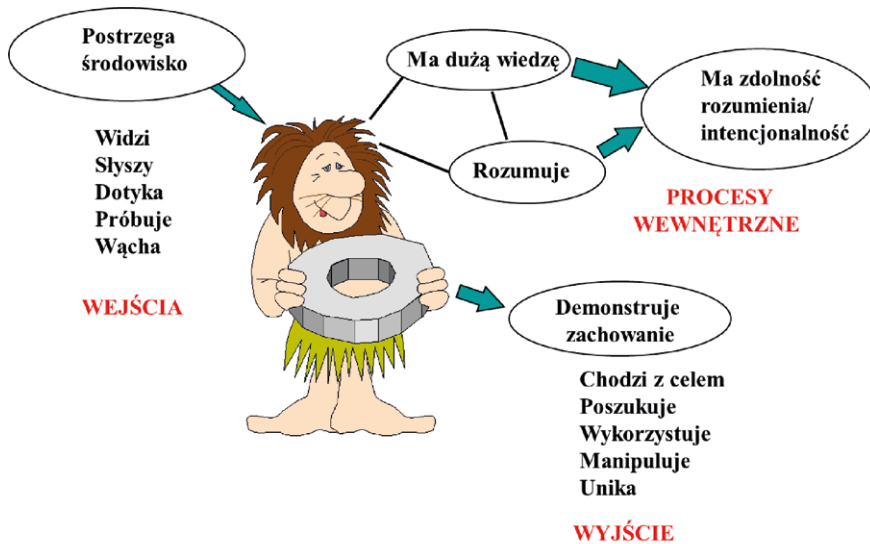 Postrzega
środowisko
Widzi
Słyszy
Dotyka
Próbuje
Wącha
WEJŚCIA
Ma dużą wiedzę
Rozumuje
Ma zdolność
rozumienia/
intencjonalność
PROCESY
WEWNĘTRZNE
Demonstruje
zachowanie
Chodzi z celem
Poszukuje
Wykorzystuje
Manipuluje
Unika
WYJŚCIE